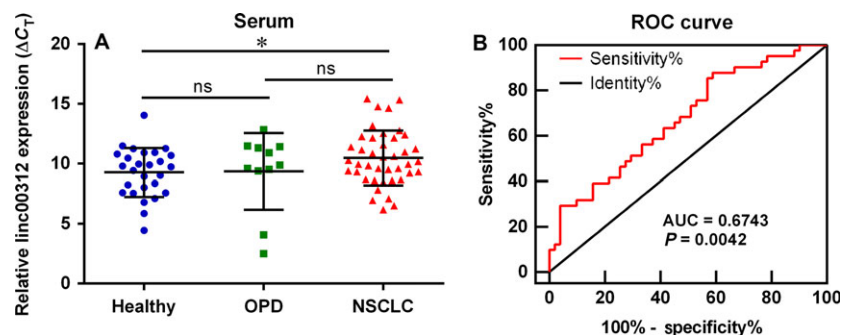 Serum
A
Relative linc00312 expression (ΔCT)
20
15
10
5
0
*
ns
ns
Healthy
OPD
NSCLC
ROC curve
B
Sensitivity%
100
80
60
40
20
0
Sensitivity%
Identity%
AUC = 0.6743
P = 0.0042
0 20 40 60 80 100
100% - specificity%